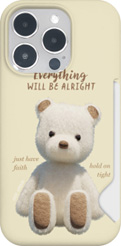 Everything
WILL BE ALRIGHT
just have
faith
hold on
tight